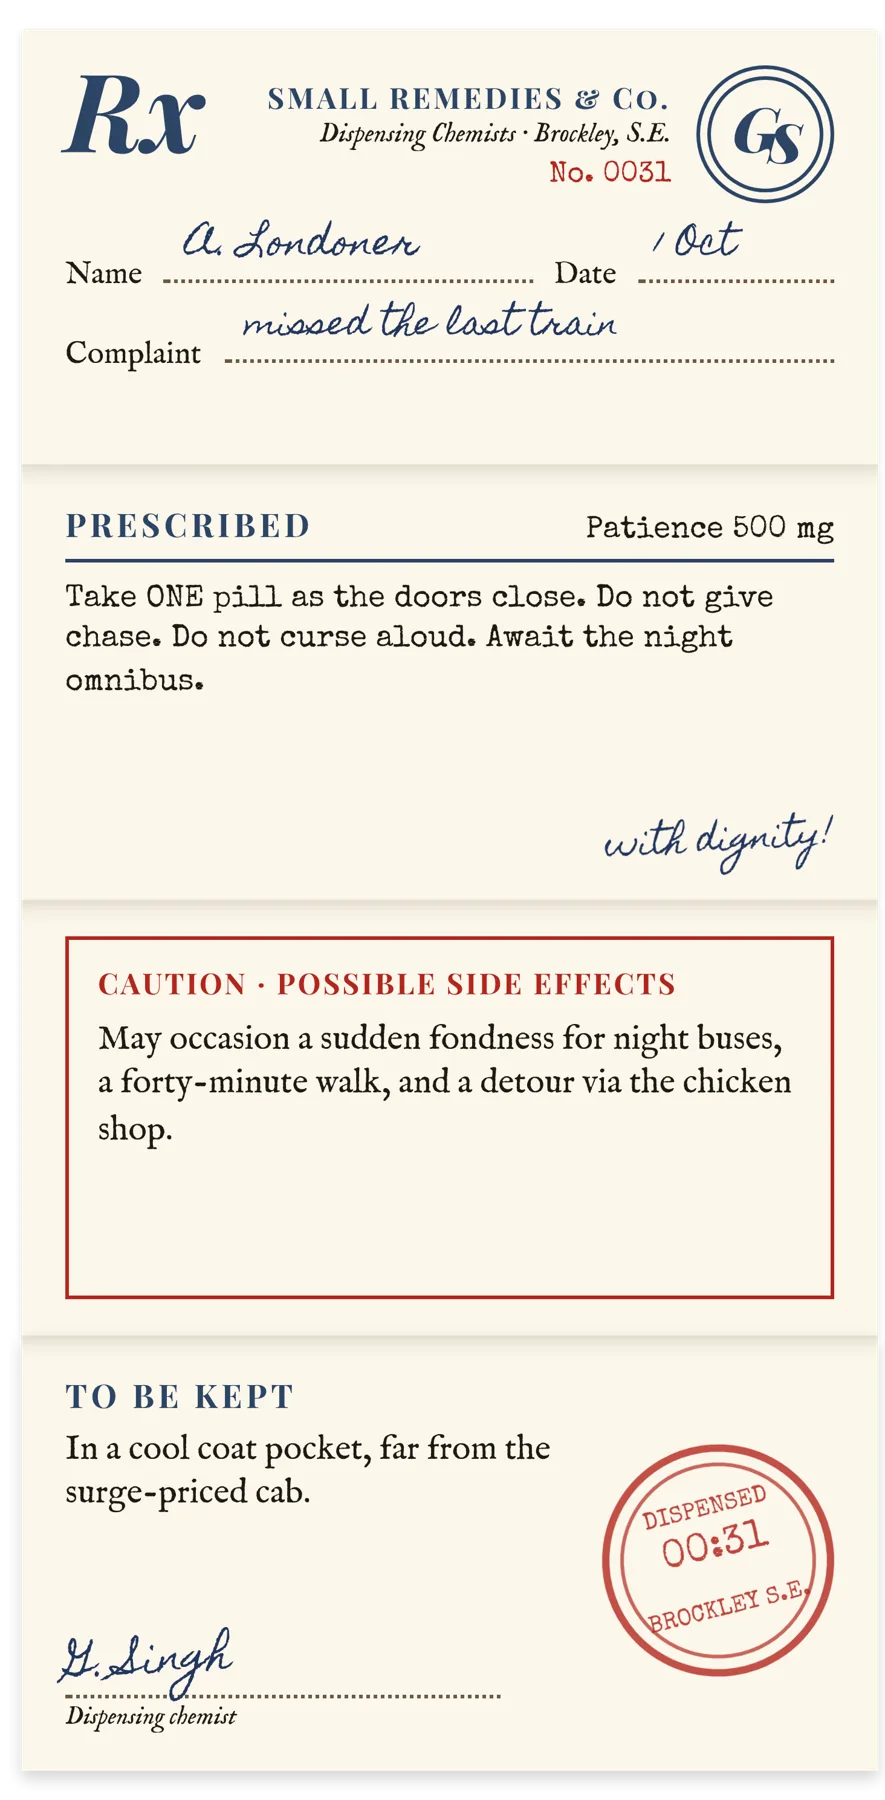 Rx
SMALL REMEDIES & CO.
Dispensing Chemists · Brockley, S.E.
No. 0031
GS
Name A. Londoner Date 1 Oct
Complaint missed the last train
PRESCRIBED Patience 500 mg
Take ONE pill as the doors close. Do not give
chase. Do not curse aloud. Await the night
omnibus.
with dignity!
CAUTION · POSSIBLE SIDE EFFECTS
May occasion a sudden fondness for night buses,
a forty-minute walk, and a detour via the chicken
shop.
TO BE KEPT
In a cool coat pocket, far from the
surge-priced cab.
DISPENSED
00:31
BROCKLEY S.E.
G. Singh
Dispensing chemist